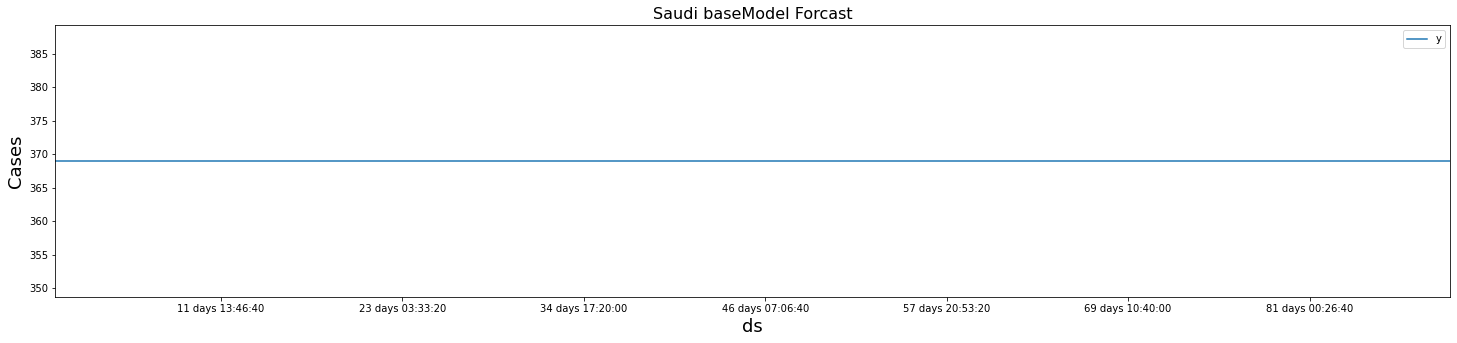 Saudi baseModel Forcast
y
Cases
385
380
375
370
365
360
355
350
11 days 13:46:40
23 days 03:33:20
34 days 17:20:00
46 days 07:06:40
57 days 20:53:20
69 days 10:40:00
81 days 00:26:40
ds